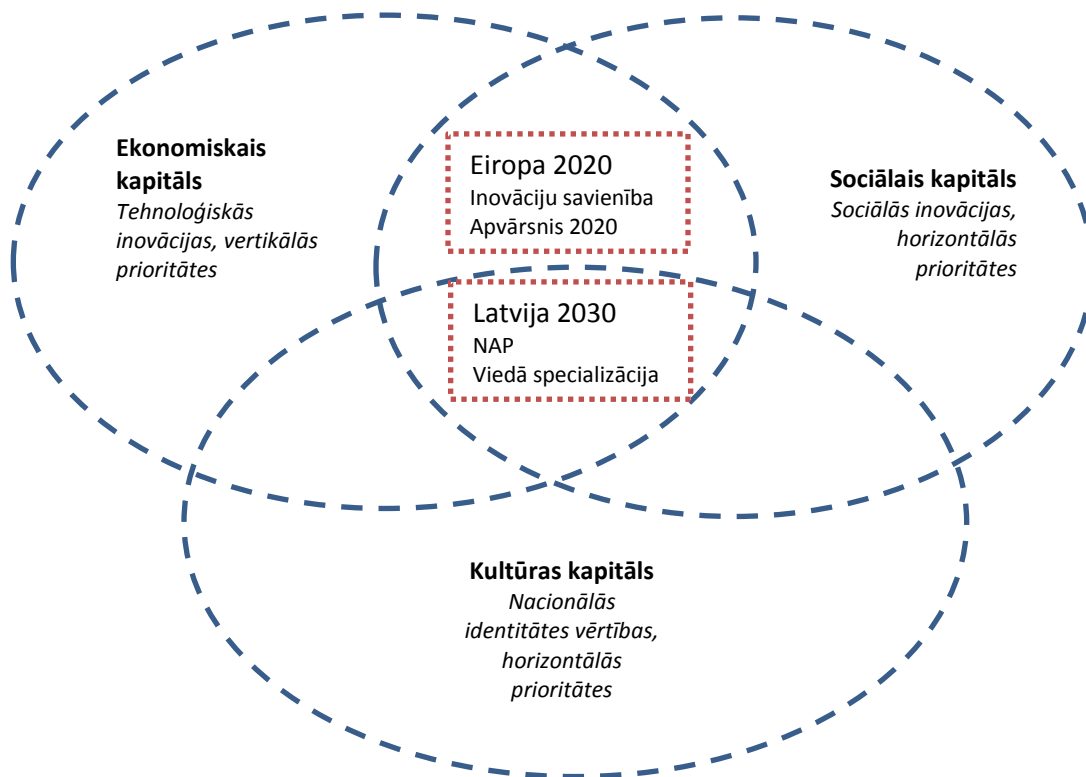 Ekonomiskais
kapitāls
Tehnoloģiskās
inovācijas, vertikālās
prioritātes
Eiropa 2020
Inovāciju savienība
Apvārsnis 2020
Sociālais kapitāls
Sociālās inovācijas,
horizontālās
prioritātes
Latvija 2030
NAP
Viedā specializācija
Kultūras kapitāls
Nacionālās
identitātes vērtības,
horizontālās
prioritātes